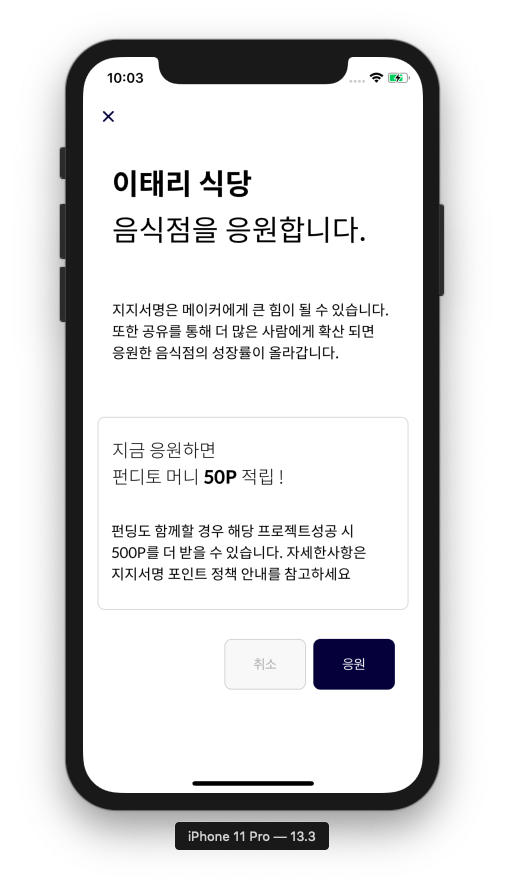 10:03
이태리 식당
음식점을 응원합니다.
지지서명은 메이커에게 큰 힘이 될 수 있습니다.
또한 공유를 통해 더 많은 사람에게 확산 되면
응원한 음식점의 성장률이 올라갑니다.
지금 응원하면
펀디토 머니 50P 적립 !
펀딩도 함께할 경우 해당 프로젝트성공 시
500P를 더 받을 수 있습니다. 자세한사항은
지지서명 포인트 정책 안내를 참고하세요
취소
응원
iPhone 11 Pro — 13.3